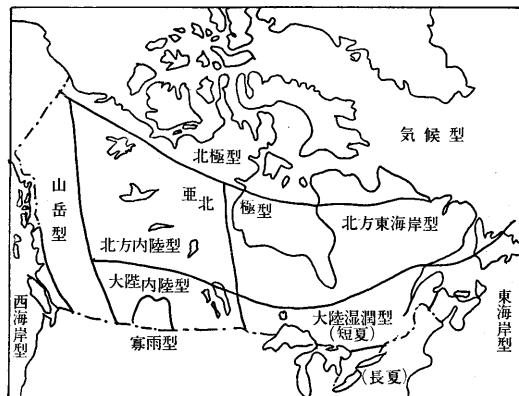 気候型
北極型
山岳型
亜北
極型
北方東海岸型
北方内陸型
大陸内陸型
大陸湿潤型
(短夏)
西海岸型
東海岸型
寡雨型
(長夏)